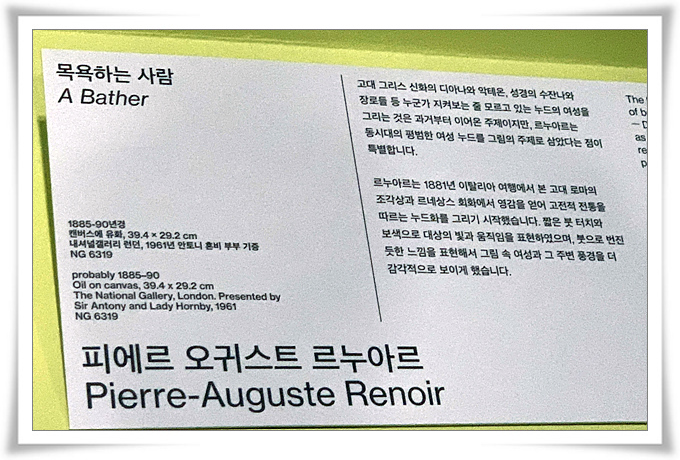 목욕하는 사람
A Bather
1885-90년경
캔버스에 유화, 39.4 × 29.2 cm
내셔널갤러리 런던, 1961년 안토니 혼비 부부 기증
NG 6319
probably 1885–90
Oil on canvas, 39.4 x 29.2 cm
The National Gallery, London. Presented by
Sir Antony and Lady Hornby, 1961
NG 6319
피에르 오귀스트 르누아르
Pierre-Auguste Renoir
고대 그리스 신화의 디아나와 악테온, 성경의 수잔나와
장로들 등 누군가 지켜보는 줄 모르고 있는 누드의 여성을
그리는 것은 과거부터 이어온 주제이지만, 르누아르는
동시대의 평범한 여성 누드를 그림의 주제로 삼았다는 점이
특별합니다.
르누아르는 1881년 이탈리아 여행에서 본 고대 로마의
조각상과 르네상스 회화에서 영감을 얻어 고전적 전통을
따르는 누드화를 그리기 시작했습니다. 짧은 붓 터치와
보색으로 대상의 빛과 움직임을 표현하였으며, 붓으로 번진
듯한 느낌을 표현해서 그림 속 여성과 그 주변 풍경을 더
감각적으로 보이게 했습니다.
The
of b
— D
as
re
p